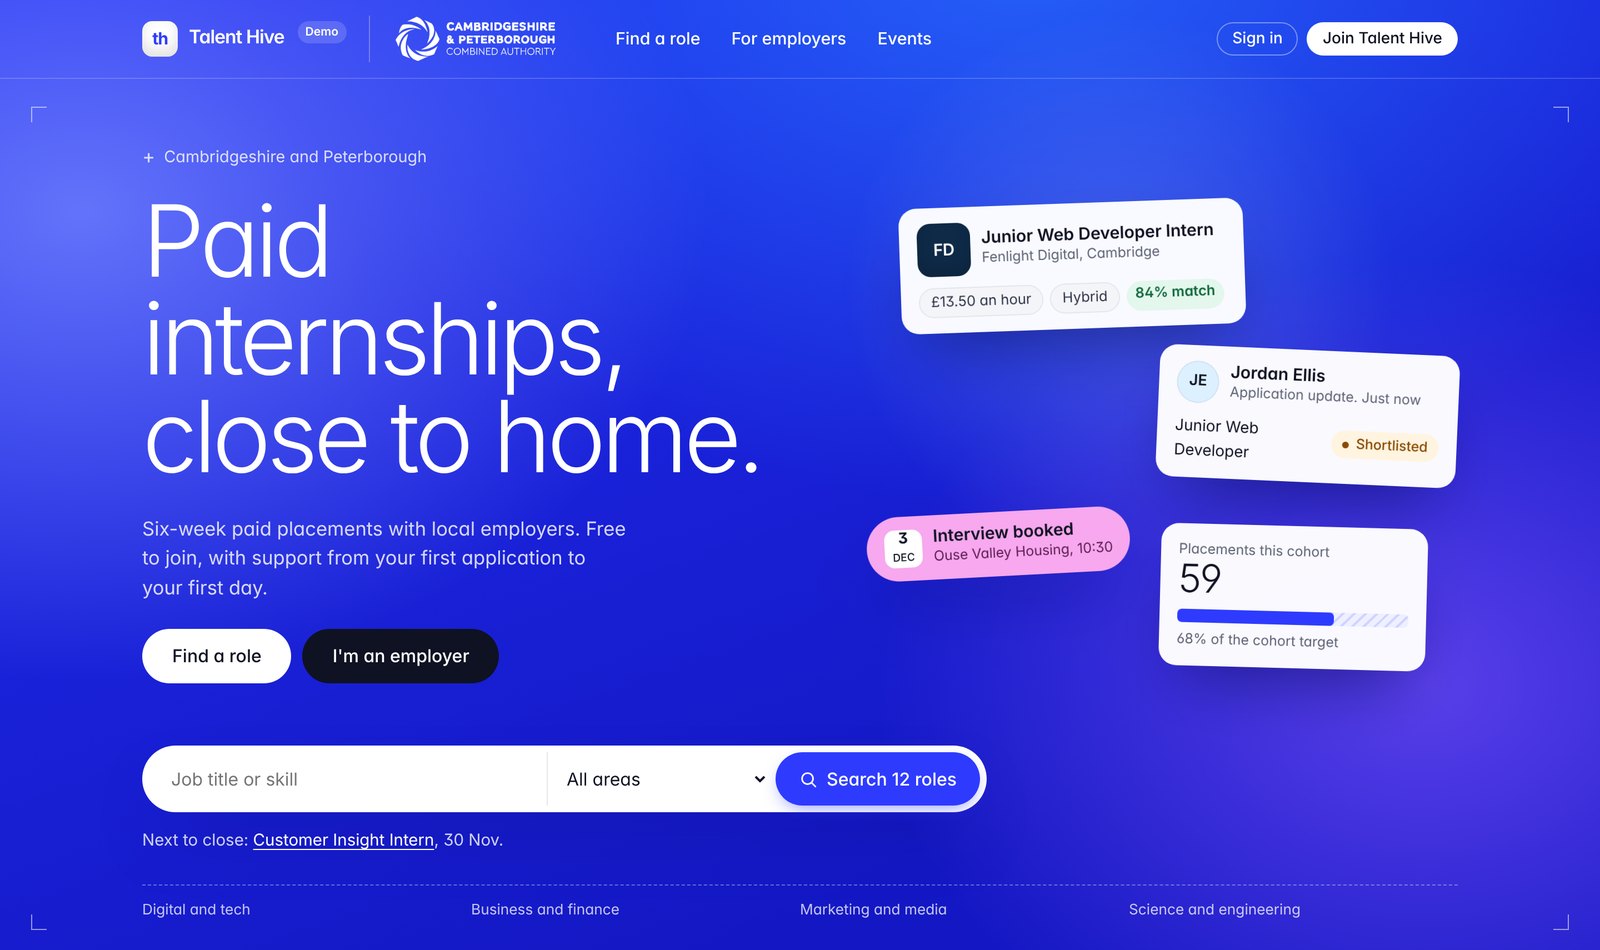 th Talent Hive Demo
CAMBRIDGESHIRE
& PETERBOROUGH
COMBINED AUTHORITY
Find a role For employers Events
Sign in Join Talent Hive
+ Cambridgeshire and Peterborough
Paid
internships,
close to home.
Six-week paid placements with local employers. Free
to join, with support from your first application to
your first day.
Find a role I'm an employer
FD Junior Web Developer Intern
Fenlight Digital, Cambridge
£13.50 an hour Hybrid 84% match
JE Jordan Ellis
Application update. Just now
Junior Web
Developer
Shortlisted
3
DEC
Interview booked
Ouse Valley Housing, 10:30
Placements this cohort
59
68% of the cohort target
Job title or skill All areas Search 12 roles
Next to close: Customer Insight Intern, 30 Nov.
Digital and tech Business and finance Marketing and media Science and engineering